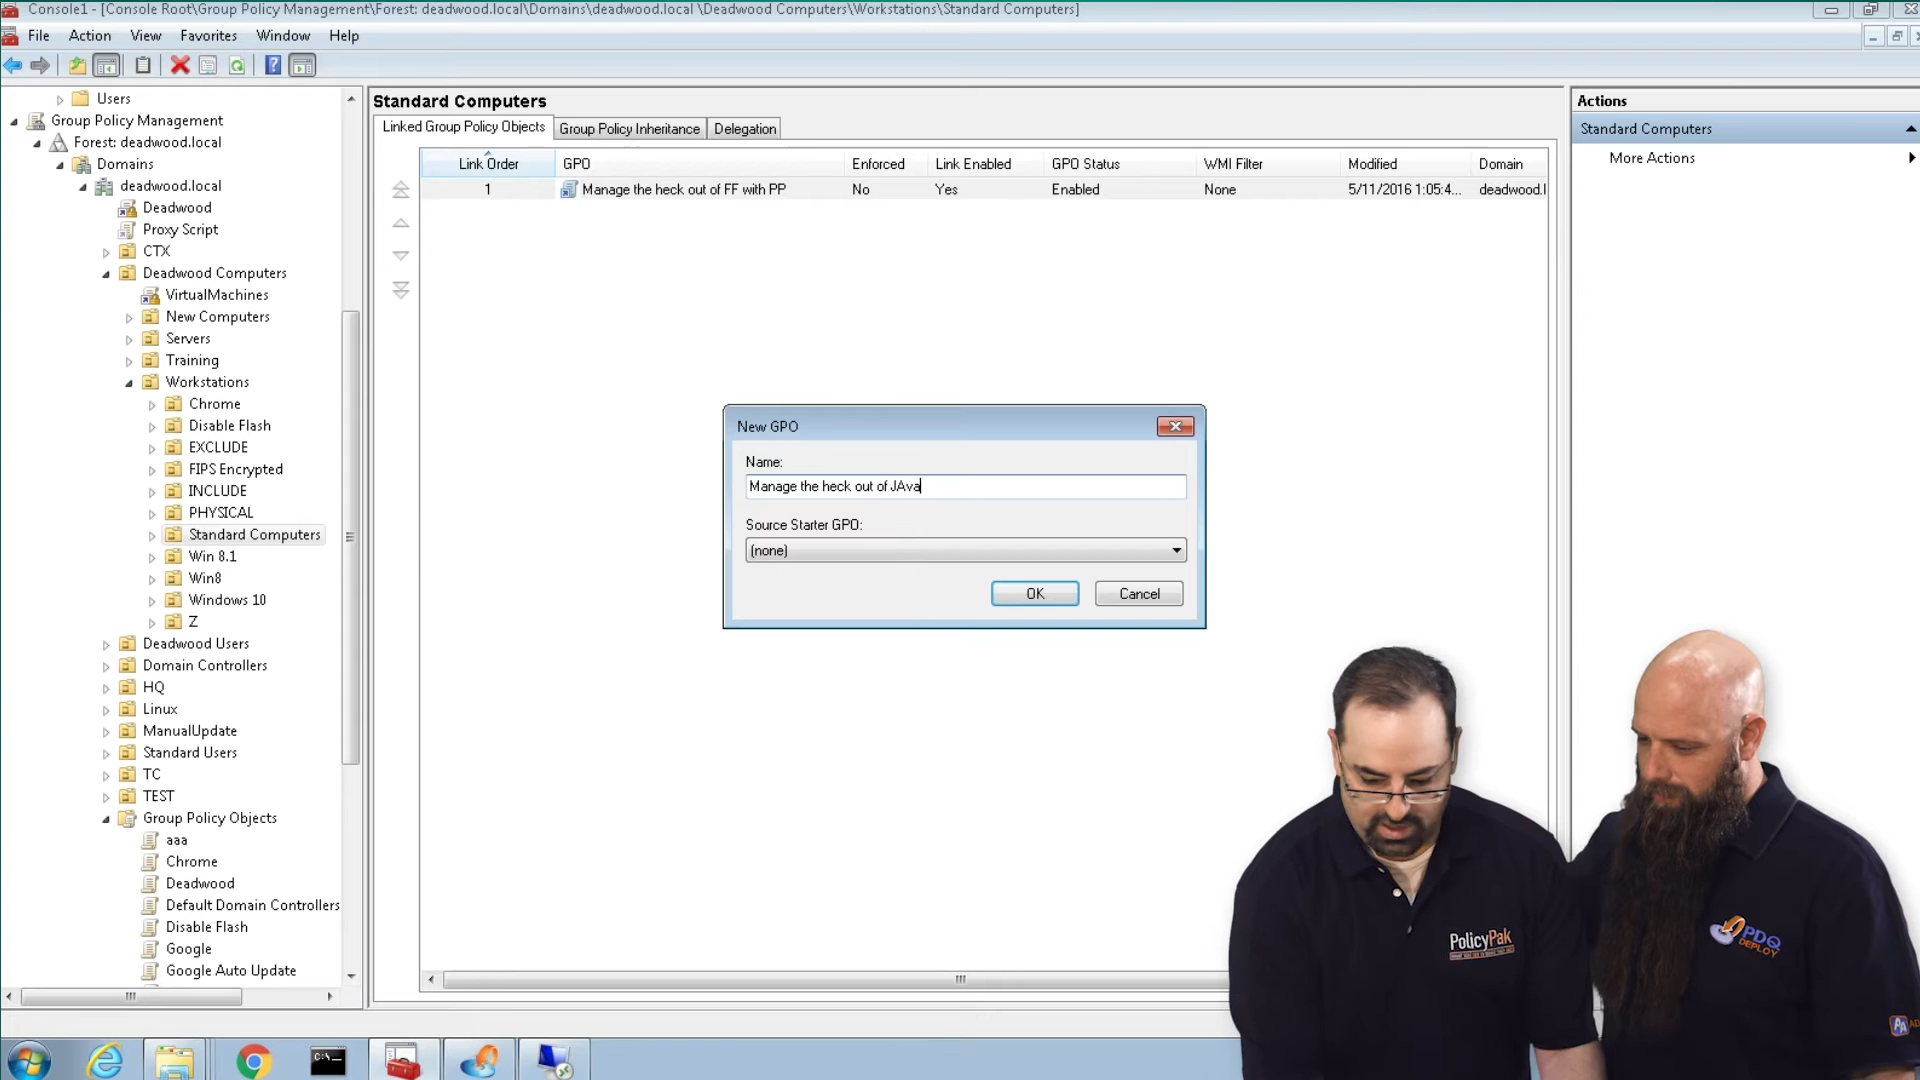 Console1 - [Console Root\Group Policy Management\Forest: deadwood.local\Domains\deadwood.local \Deadwood Computers\Workstations\Standard Computers]
File Action View Favorites Window Help
Users
Group Policy Management
Forest: deadwood.local
Domains
deadwood.local
Deadwood
Proxy Script
CTX
Deadwood Computers
VirtualMachines
New Computers
Servers
Training
Workstations
Chrome
Disable Flash
EXCLUDE
FIPS Encrypted
INCLUDE
PHYSICAL
Standard Computers
Win 8.1
Win8
Windows 10
Z
Deadwood Users
Domain Controllers
HQ
Linux
ManualUpdate
Standard Users
TC
TEST
Group Policy Objects
aaa
Chrome
Deadwood
Default Domain Controllers
Disable Flash
Google
Google Auto Update
Standard Computers
Linked Group Policy Objects Group Policy Inheritance Delegation
Link Order GPO Enforced Link Enabled GPO Status WMI Filter Modified Domain
1 Manage the heck out of FF with PP No Yes Enabled None 5/11/2016 1:05:4... deadwood.l
New GPO
Name:
Manage the heck out of JAva
Source Starter GPO:
(none)
OK Cancel
Actions
Standard Computers
More Actions
PolicyPak
PDQ
DEPLOY